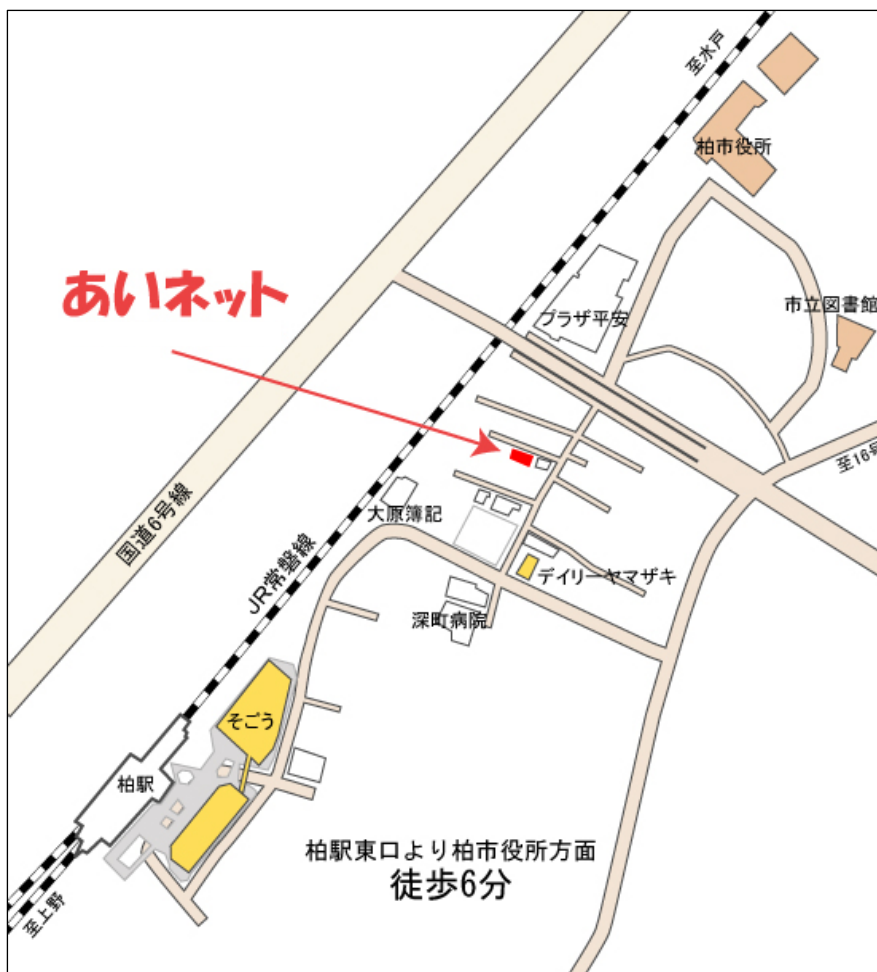 至水戸
柏市役所
あいネット
プラザ平安
市立図書館
至16号
国道6号線
大原簿記
JR常磐線
デイリーヤマザキ
深町病院
そごう
柏駅
柏駅東口より柏市役所方面
徒歩6分
至上野